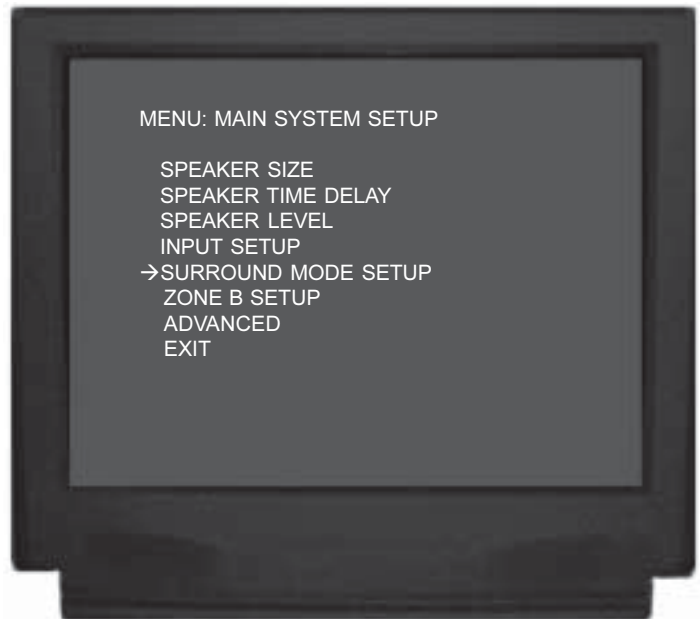 MENU: MAIN SYSTEM SETUP
SPEAKER SIZE
SPEAKER TIME DELAY
SPEAKER LEVEL
INPUT SETUP
→SURROUND MODE SETUP
ZONE B SETUP
ADVANCED
EXIT